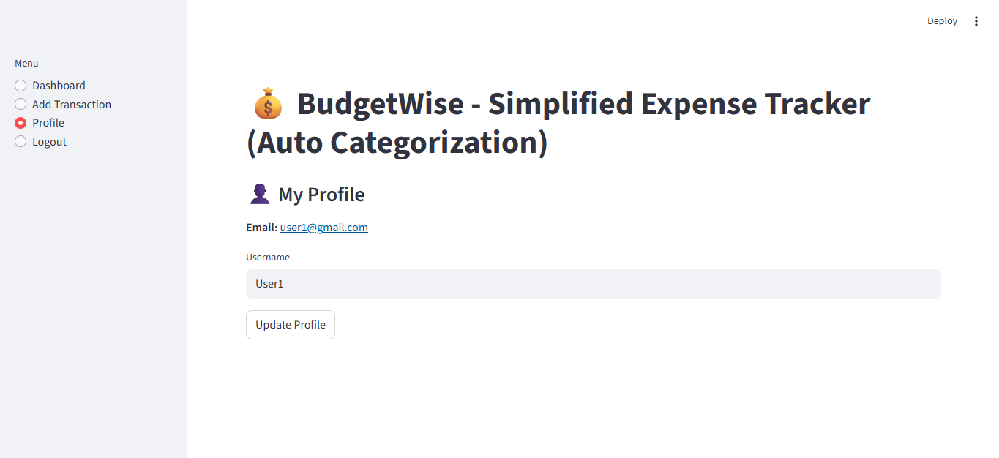 Deploy
Menu
Dashboard
Add Transaction
Profile
Logout
💰 BudgetWise - Simplified Expense Tracker
(Auto Categorization)
👤 My Profile
Email: user1@gmail.com
Username
User1
Update Profile